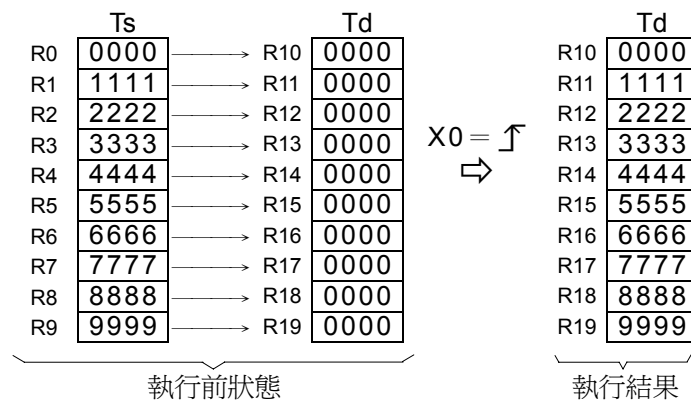 Ts Td Td
R0 0000 R10 0000 R10 0000
R1 1111 R11 0000 R11 1111
R2 2222 R12 0000 R12 2222
R3 3333 R13 0000 X0＝ R13 3333
R4 4444 R14 0000 R14 4444
R5 5555 R15 0000 R15 5555
R6 6666 R16 0000 R16 6666
R7 7777 R17 0000 R17 7777
R8 8888 R18 0000 R18 8888
R9 9999 R19 0000 R19 9999
執行前狀態 執行結果